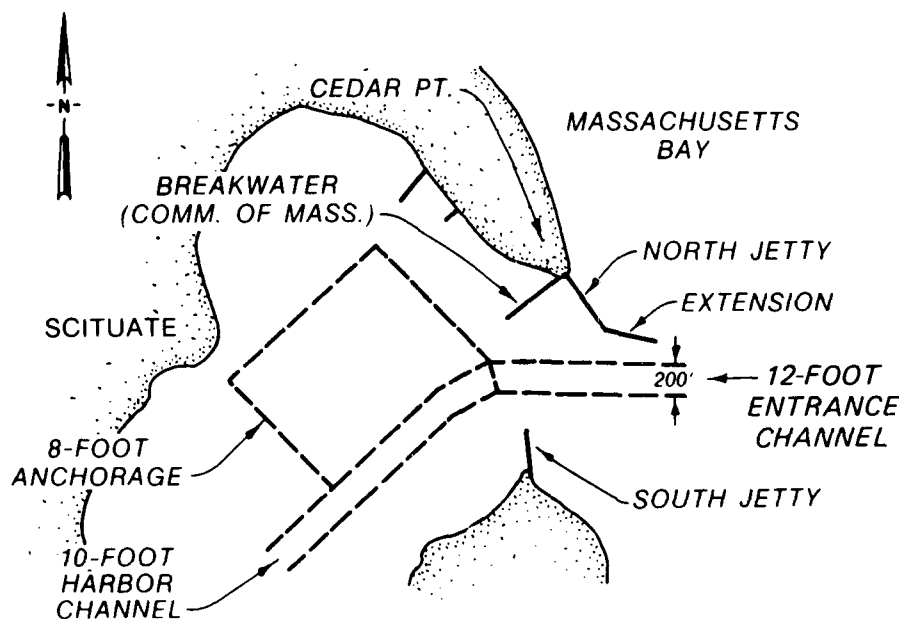 -N-
CEDAR PT.
MASSACHUSETTS
BAY
BREAKWATER
(COMM. OF MASS.)
NORTH JETTY
EXTENSION
SCITUATE
200'
12-FOOT
ENTRANCE
CHANNEL
8-FOOT
ANCHORAGE
SOUTH JETTY
10-FOOT
HARBOR
CHANNEL